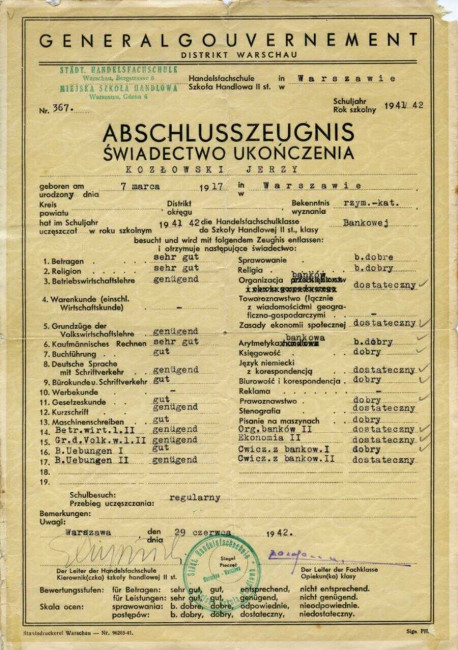 GENERALGOUVERNEMENT
DISTRIKT WARSCHAU
STÄDT. HANDELSFACHSCHULE
Warschau,
MIEJSKA SZKOŁA HANDLOWA
Warszawa,
Handelsfachschule in Warszawie
Szkoła Handlowa II st. w
Nr. 367.
Schuljahr
Rok szkolny 1941/42
ABSCHLUSSZEUGNIS
ŚWIADECTWO UKOŃCZENIA
KOZŁOWSKI JERZY
geboren am 7 marca 1917 in Warszawie
urodzony dnia w
Kreis Distrikt Bekenntnis rzym.-kat.
powiatu okręgu wyznania
hat im Schuljahr 1941 42 die Handelsfachschulklasse Bankowej
uczęszczał w roku szkolnym do Szkoły Handlowej II st., klasy
besucht und wird mit folgendem Zeugnis entlassen:
i otrzymuje następujące świadectwo:
1. Betragen sehr gut Sprawowanie b.dobre
2. Religion sehr gut Religia b.dobry
3. Betriebswirtschaftslehre genügend Organizacja banków dostateczny
4. Warenkunde (einschl. Wirtschaftskunde) - Towaroznawstwo (łącznie z wiadomościami geograficzno-gospodarczymi) -
5. Grundzüge der Volkswirtschaftslehre genügend Zasady ekonomii społecznej dostateczny
6. Kaufmännisches Rechnen sehr gut Arytmetyka bankowa b.dobry
7. Buchführung gut Księgowość dobry
8. Deutsche Sprache mit Schriftverkehr genügend Język niemiecki z korespondencją dostateczny
9. Bürokunde u. Schriftverkehr gut Biurowość i korespondencja dobry
10. Werbekunde - Reklama -
11. Gesetzeskunde gut Prawoznawstwo dobry
12. Kurzschrift genügend Stenografia dostateczny
13. Maschinenschreiben gut Pisanie na maszynach dobry
14. Betr.wirt.l.II genügend Org.banków II dostateczny
15. Gr.d.Volk.w.l.II genügend Ekonomia II dostateczny
16. B.Uebungen I gut Cwicz.z bankow.I dobry
17. B.Uebungen II genügend Cwicz.z bankow.II dostateczny
18.
19.
Schulbesuch: regularny
Przebieg uczęszczania:
Bemerkungen:
Uwagi:
Warszawa den 29 czerwca 1942.
dnia
Siegel
Pieczęć
Der Leiter der Handelsfachschule
Kierownik(czka) szkoły handlowej II st.
Der Leiter der Fachklasse
Opiekun(ka) klasy
Bewertungsstufen: für Betragen: sehr gut, gut, entsprechend, nicht entsprechend.
für Leistungen: sehr gut, gut, genügend, nicht genügend.
Skala ocen: sprawowania: b. dobre, dobre, odpowiednie, nieodpowiednie.
postępów: b. dobry, dobry, dostateczny, niedostateczny.
Staatsdruckerei Warschau — Nr. 96203-41.
Sign. FH.